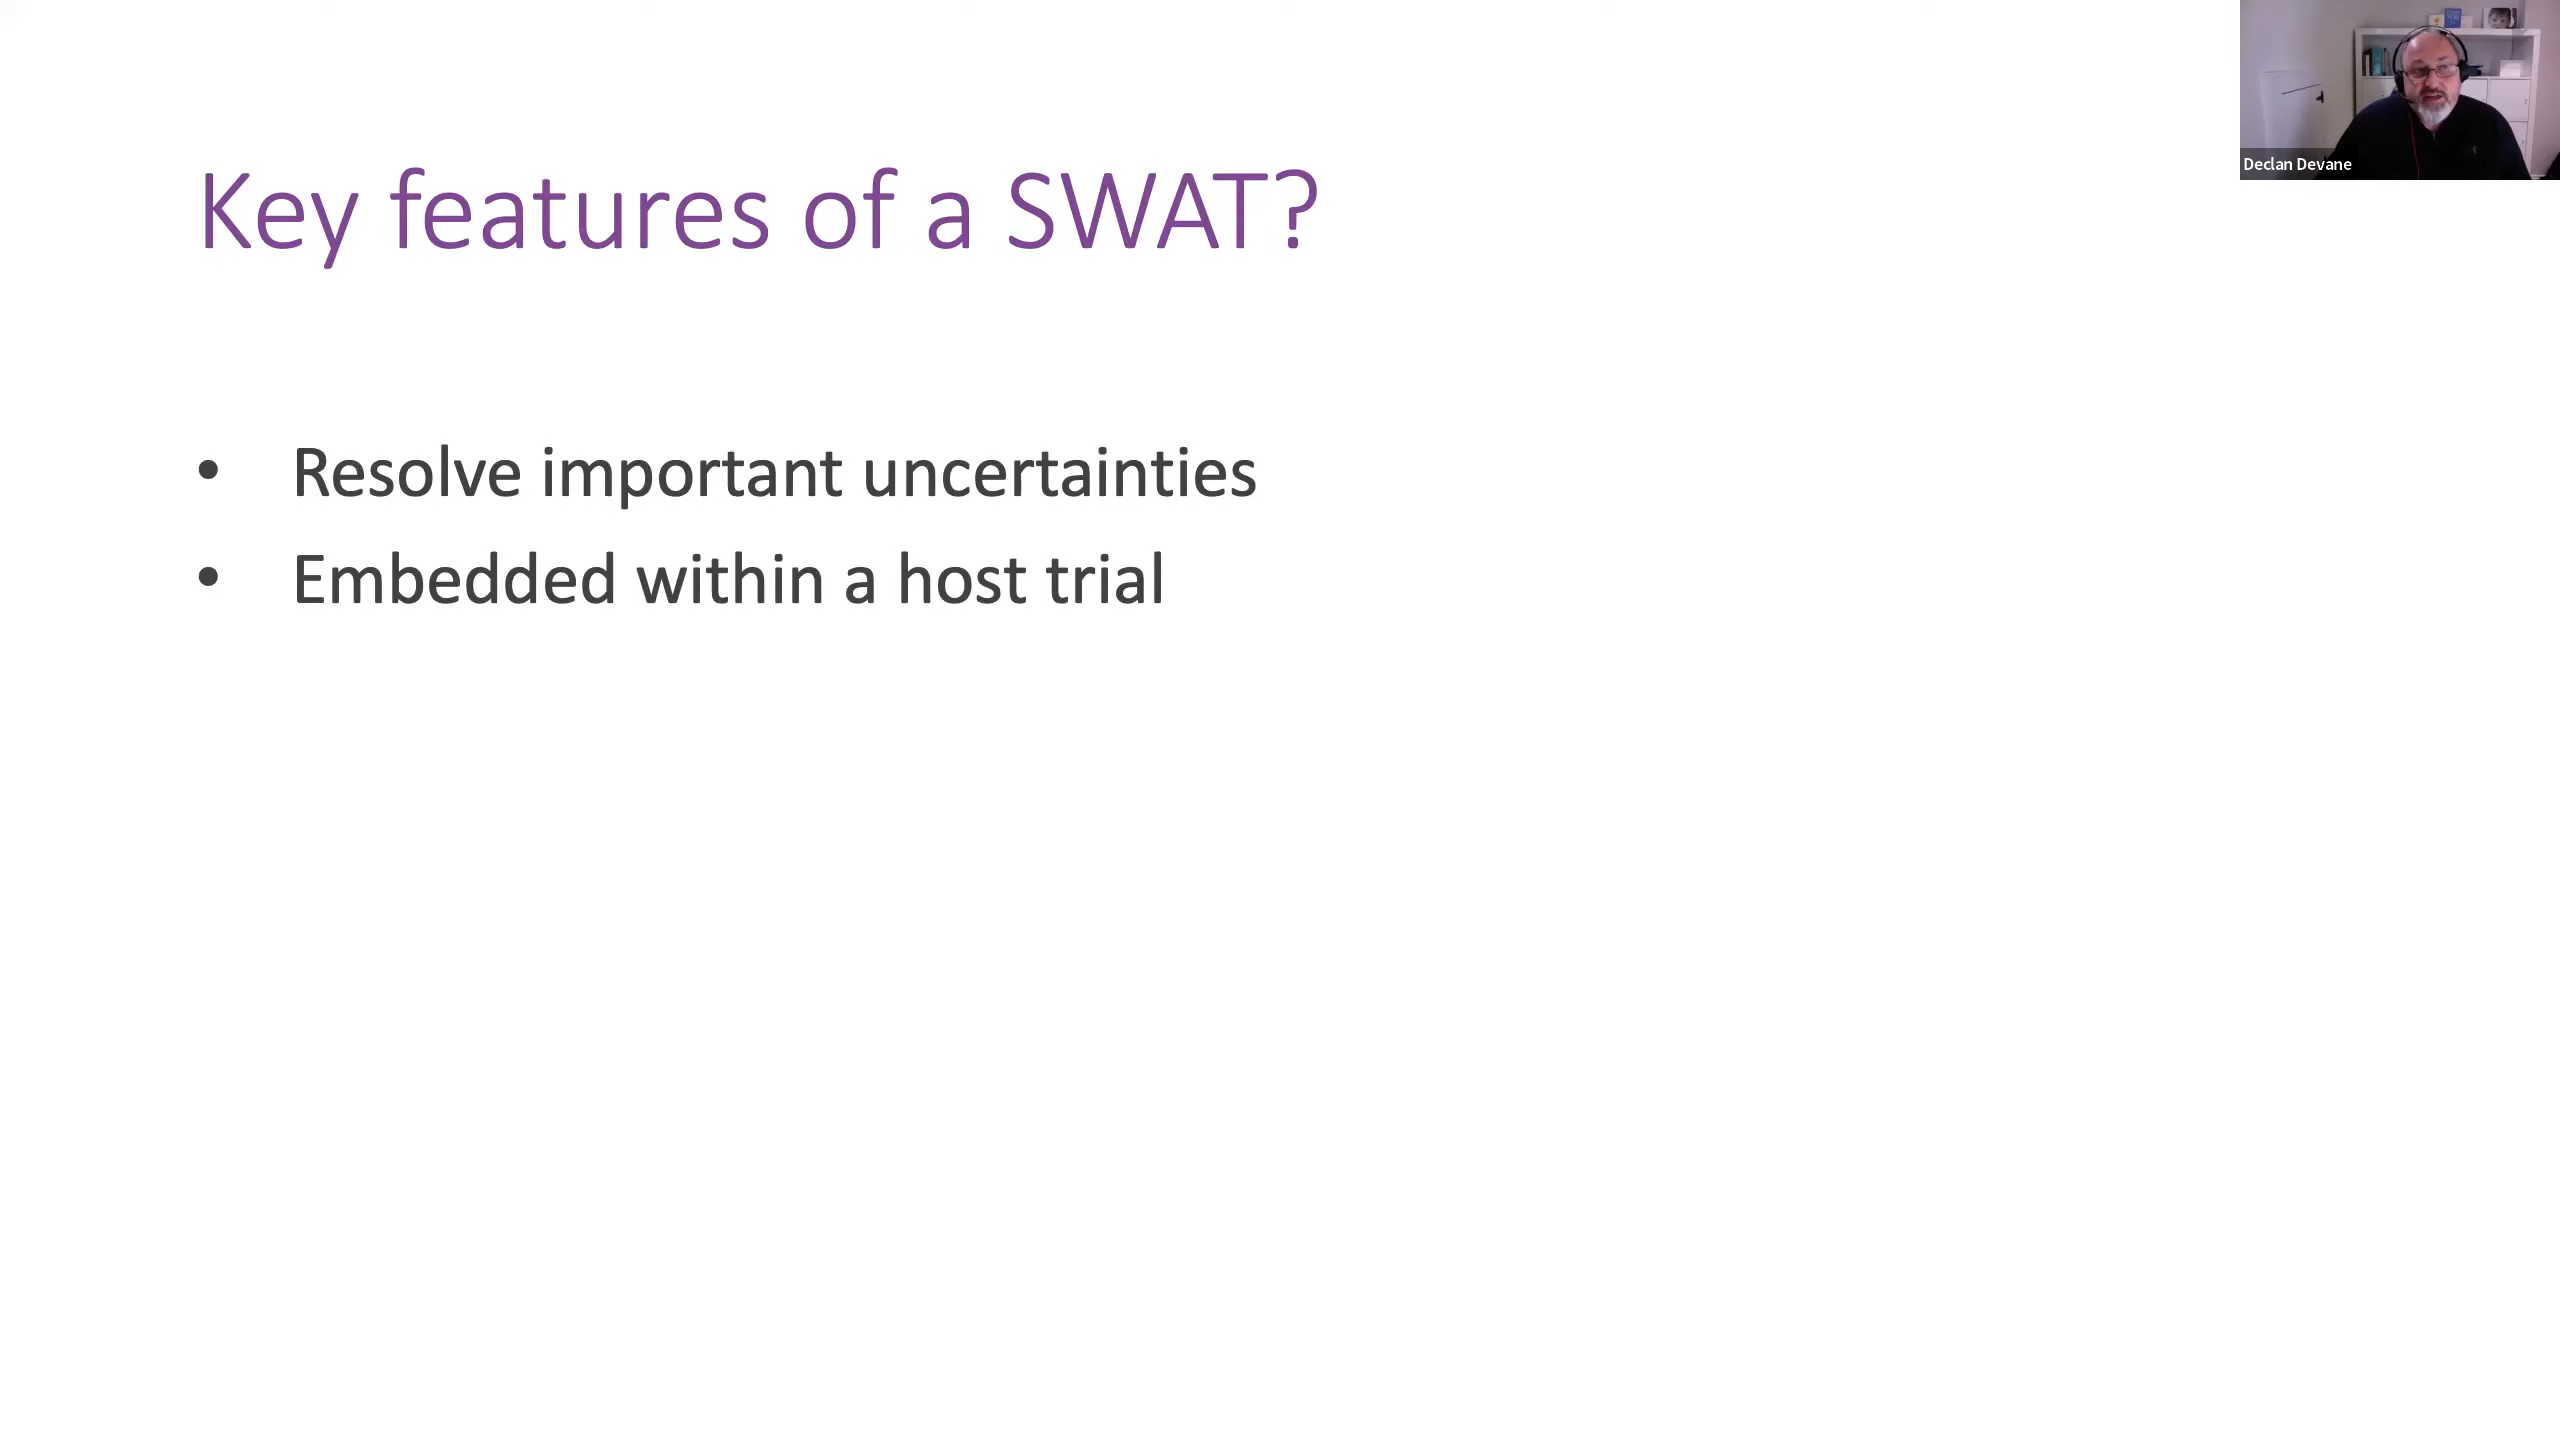 Declan Devane
Key features of a SWAT?
• Resolve important uncertainties
• Embedded within a host trial